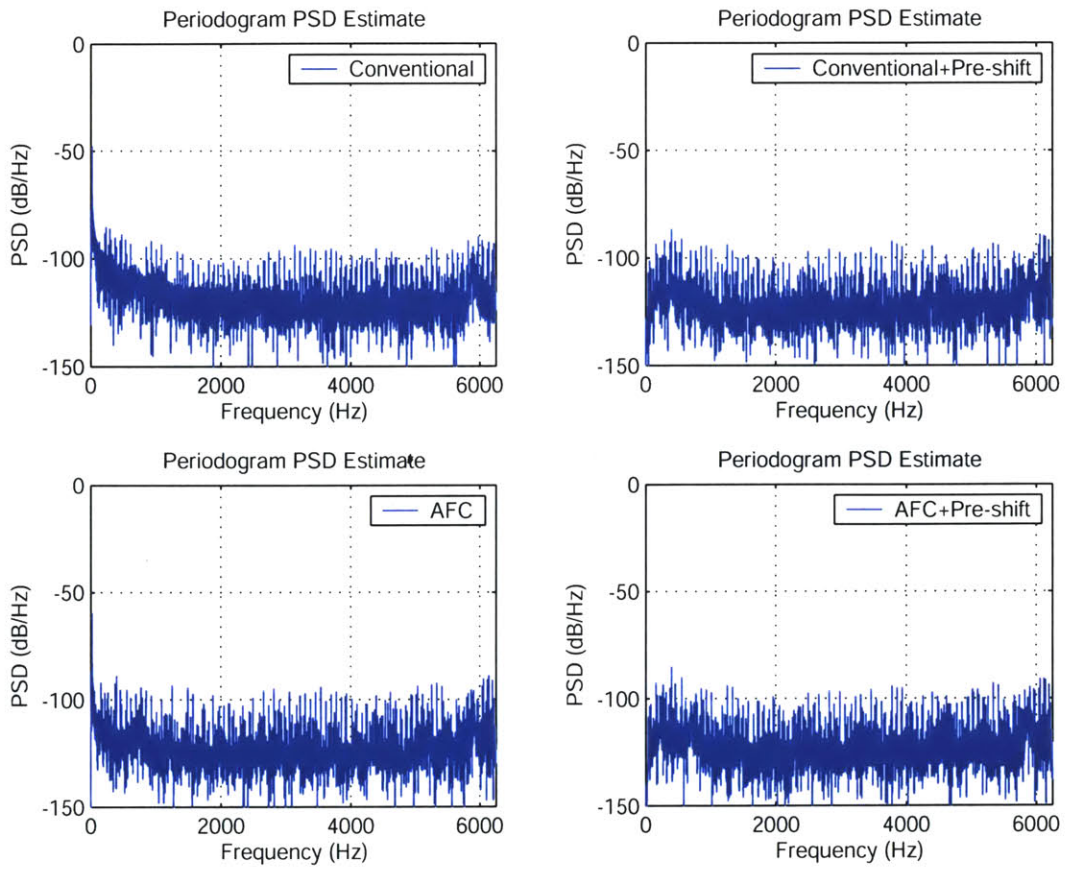 Periodogram PSD Estimate
0
-50
-100
-150
PSD (dB/Hz)
Conventional
0
2000
4000
6000
Frequency (Hz)
Periodogram PSD Estimate
0
-50
-100
-150
PSD (dB/Hz)
Conventional+Pre-shift
0
2000
4000
6000
Frequency (Hz)
Periodogram PSD Estimate
0
-50
-100
-150
PSD (dB/Hz)
AFC
0
2000
4000
6000
Frequency (Hz)
Periodogram PSD Estimate
0
-50
-100
-150
PSD (dB/Hz)
AFC+Pre-shift
0
2000
4000
6000
Frequency (Hz)